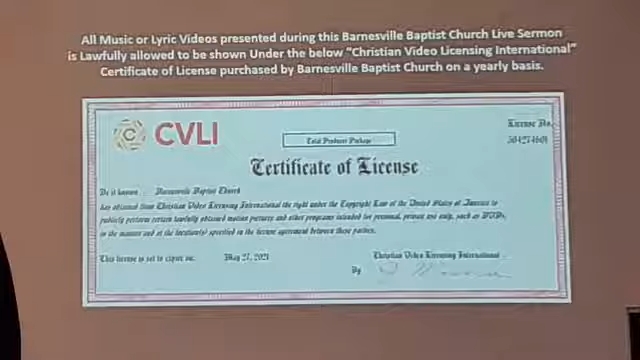 All Music or Lyric Videos presented during this Barnesville Baptist Church Live Sermon
is Lawfully allowed to be shown Under the below "Christian Video Licensing International"
Certificate of License purchased by Barnesville Baptist Church on a yearly basis.
CVLI
License No.
504274601
Total Producer Package
Certificate of License
Be it known Barnesville Baptist Church
has obtained from Christian Video Licensing International the right under the Copyright Law of the United States of America to
publicly perform certain lawfully obtained motion pictures and other programs intended for personal, private use only, such as DVDs,
in the manner and at the location(s) specified in the license agreement between these parties.
This license is set to expire on: May 27, 2021
Christian Video Licensing International
By